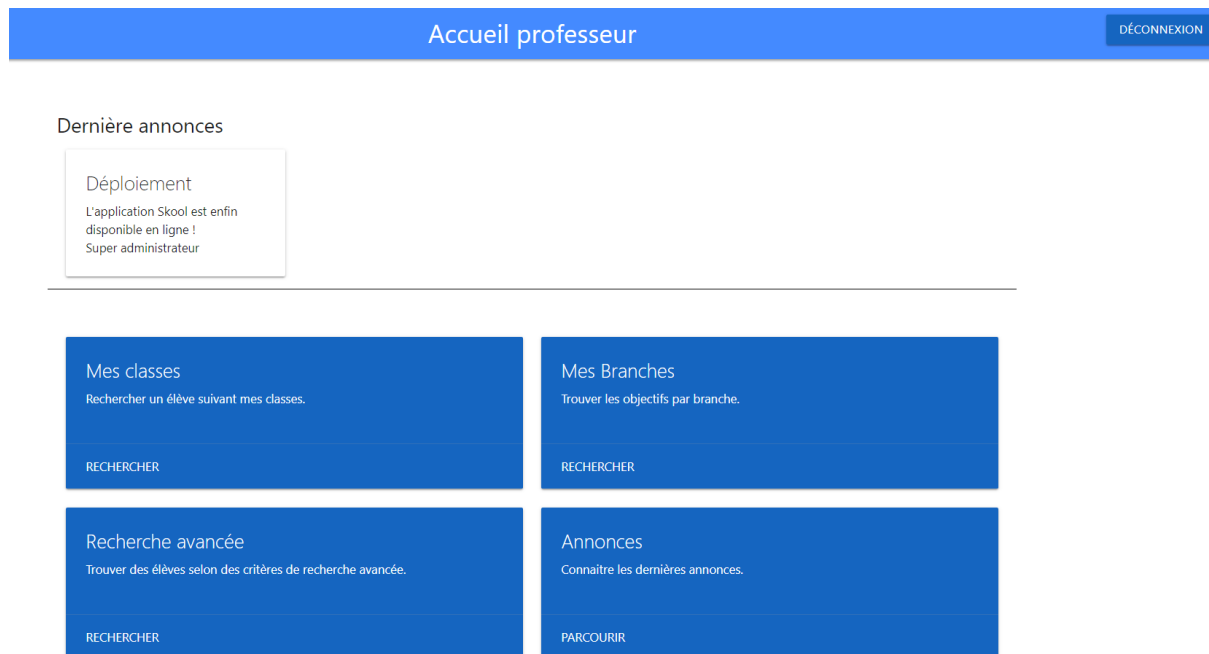 Accueil professeur
DÉCONNEXION
Dernière annonces
Déploiement
L'application Skool est enfin
disponible en ligne !
Super administrateur
Mes classes
Rechercher un élève suivant mes classes.
RECHERCHER
Mes Branches
Trouver les objectifs par branche.
RECHERCHER
Recherche avancée
Trouver des élèves selon des critères de recherche avancée.
RECHERCHER
Annonces
Connaitre les dernières annonces.
PARCOURIR